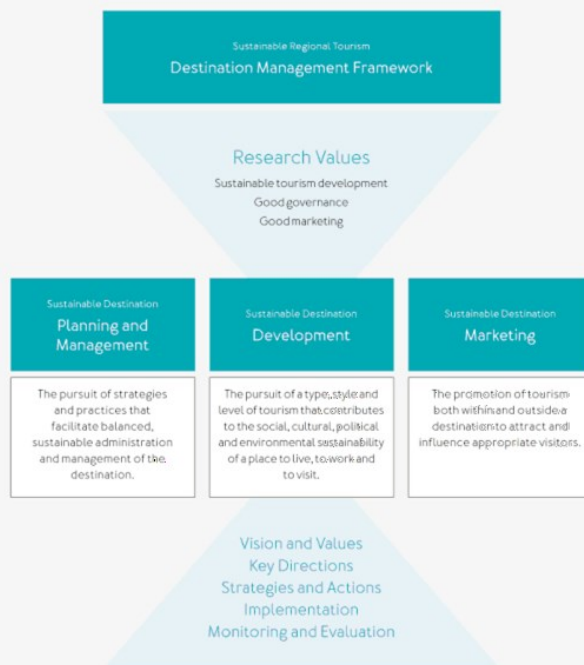 Sustainable Regional Tourism
Destination Management Framework
Research Values
Sustainable tourism development
Good governance
Good marketing
Sustainable Destination
Planning and
Management
The pursuit of strategies
and practices that
facilitate balanced,
sustainable administration
and management of the
destination.
Sustainable Destination
Development
The pursuit of a type, style and
level of tourism that contributes
to the social, cultural, political
and environmental sustainability
of a place to live, to work and
to visit.
Sustainable Destination
Marketing
The promotion of tourism
both within and outside a
destination to attract and
influence appropriate visitors.
Vision and Values
Key Directions
Strategies and Actions
Implementation
Monitoring and Evaluation